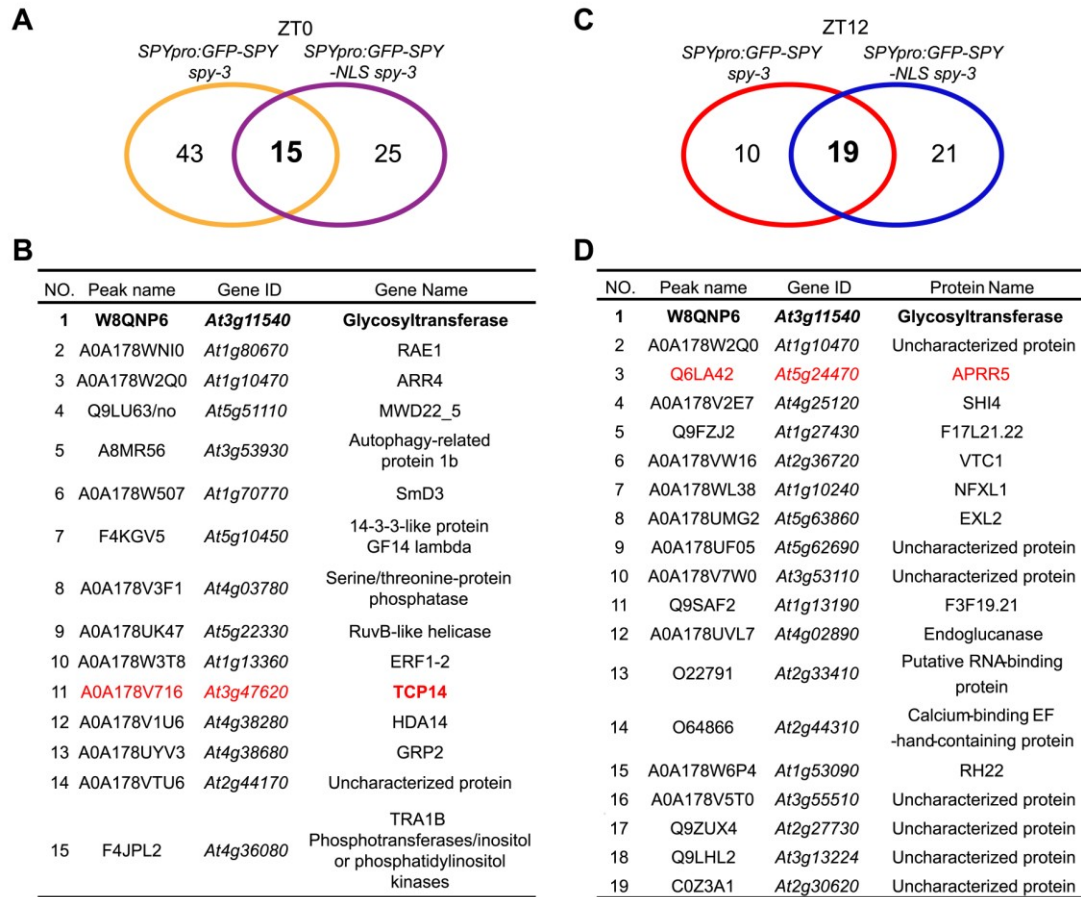 A
ZT0
SPYpro:GFP-SPY
spy-3
SPYpro:GFP-SPY
-NLS spy-3
43
15
25
C
ZT12
SPYpro:GFP-SPY
spy-3
SPYpro:GFP-SPY
-NLS spy-3
10
19
21
B
NO. Peak name Gene ID Gene Name
1 W8QNP6 At3g11540 Glycosyltransferase
2 A0A178WNI0 At1g80670 RAE1
3 A0A178W2Q0 At1g10470 ARR4
4 Q9LU63/no At5g51110 MWD22_5
5 A8MR56 At3g53930 Autophagy-related
protein 1b
6 A0A178W507 At1g70770 SmD3
7 F4KGV5 At5g10450 14-3-3-like protein
GF14 lambda
8 A0A178V3F1 At4g03780 Serine/threonine-protein
phosphatase
9 A0A178UK47 At5g22330 RuvB-like helicase
10 A0A178W3T8 At1g13360 ERF1-2
11 A0A178V716 At3g47620 TCP14
12 A0A178V1U6 At4g38280 HDA14
13 A0A178UYV3 At4g38680 GRP2
14 A0A178VTU6 At2g44170 Uncharacterized protein
15 F4JPL2 At4g36080 TRA1B
Phosphotransferases/inositol
or phosphatidylinositol
kinases
D
NO. Peak name Gene ID Protein Name
1 W8QNP6 At3g11540 Glycosyltransferase
2 A0A178W2Q0 At1g10470 Uncharacterized protein
3 Q6LA42 At5g24470 APRR5
4 A0A178V2E7 At4g25120 SHI4
5 Q9FZJ2 At1g27430 F17L21.22
6 A0A178VW16 At2g36720 VTC1
7 A0A178WL38 At1g10240 NFXL1
8 A0A178UMG2 At5g63860 EXL2
9 A0A178UF05 At5g62690 Uncharacterized protein
10 A0A178V7W0 At3g53110 Uncharacterized protein
11 Q9SAF2 At1g13190 F3F19.21
12 A0A178UVL7 At4g02890 Endoglucanase
13 O22791 At2g33410 Putative RNA-binding
protein
14 O64866 At2g44310 Calcium-binding EF
-hand-containing protein
15 A0A178W6P4 At1g53090 RH22
16 A0A178V5T0 At3g55510 Uncharacterized protein
17 Q9ZUX4 At2g27730 Uncharacterized protein
18 Q9LHL2 At3g13224 Uncharacterized protein
19 C0Z3A1 At2g30620 Uncharacterized protein